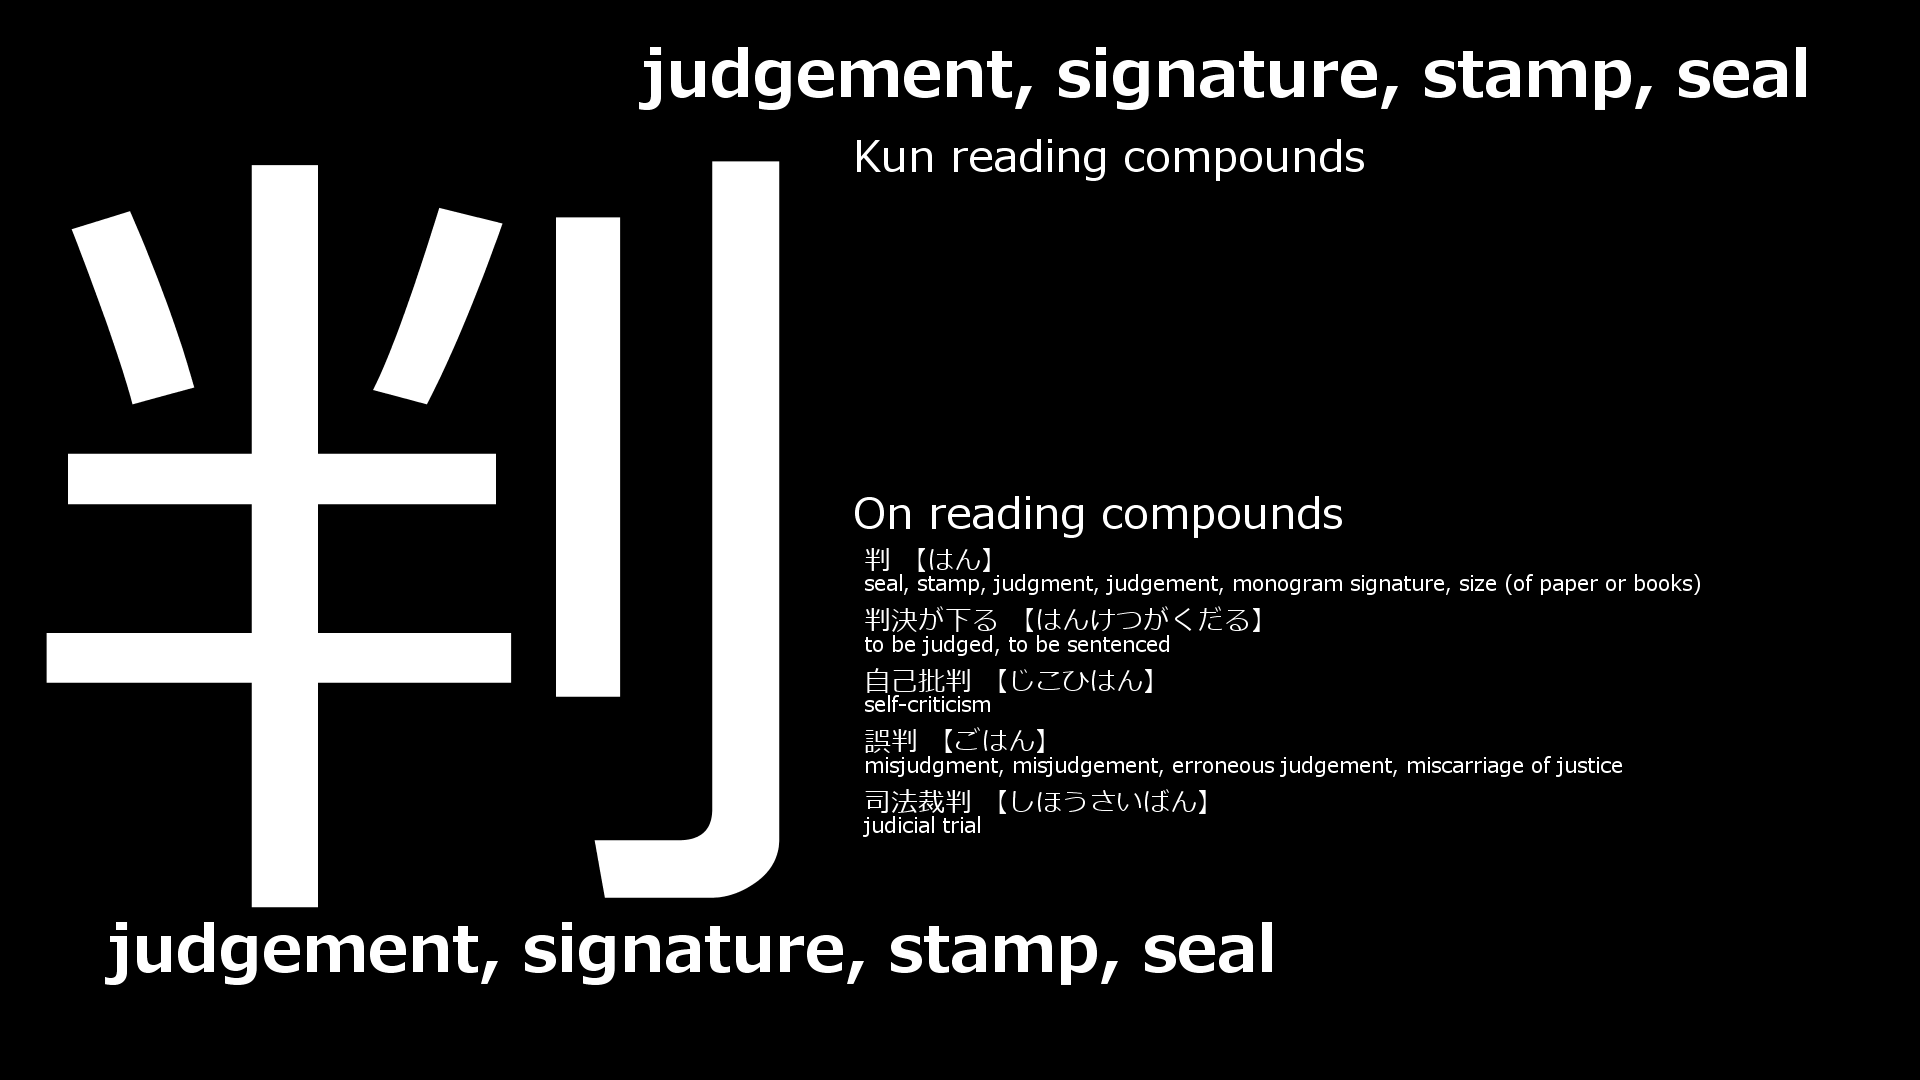 judgement, signature, stamp, seal
判
Kun reading compounds
On reading compounds
判 【はん】
seal, stamp, judgment, judgement, monogram signature, size (of paper or books)
判決が下る 【はんけつがくだる】
to be judged, to be sentenced
自己批判 【じこひはん】
self-criticism
誤判 【ごはん】
misjudgment, misjudgement, erroneous judgement, miscarriage of justice
司法裁判 【しほうさいばん】
judicial trial
judgement, signature, stamp, seal